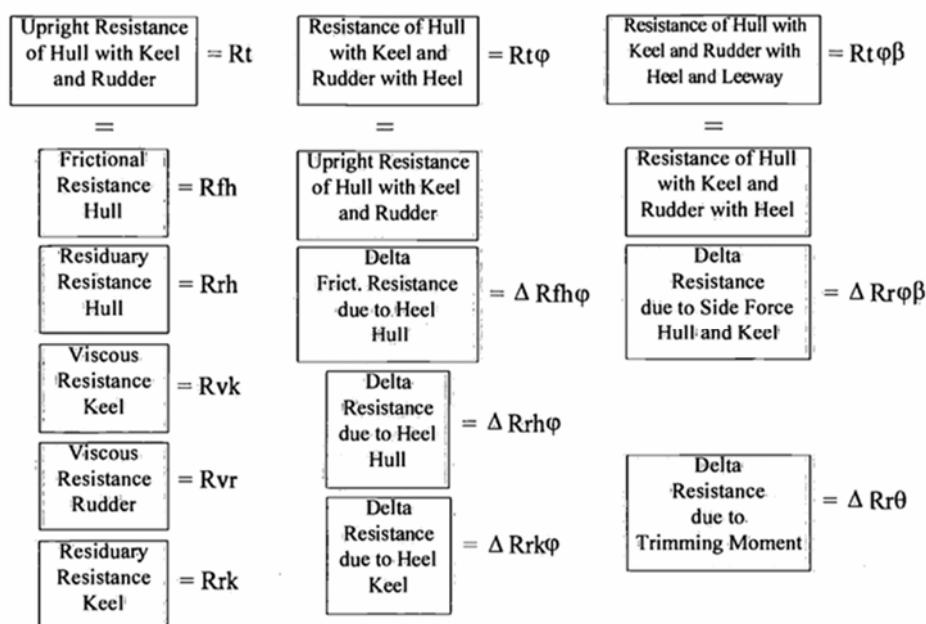 Upright Resistance
of Hull with Keel
and Rudder
= Rt
=
Frictional
Resistance
Hull
= Rfh
Residuary
Resistance
Hull
= Rrh
Viscous
Resistance
Keel
= Rvk
Viscous
Resistance
Rudder
= Rvr
Residuary
Resistance
Keel
= Rrk
Resistance of Hull
with Keel and
Rudder with Heel
= Rtφ
=
Upright Resistance
of Hull with Keel
and Rudder
Delta
Frict. Resistance
due to Heel
Hull
= Δ Rfhφ
Delta
Resistance
due to Heel
Hull
= Δ Rrhφ
Delta
Resistance
due to Heel
Keel
= Δ Rrkφ
Resistance of Hull with
Keel and Rudder with
Heel and Leeway
= Rtφβ
=
Resistance of Hull
with Keel and
Rudder with Heel
Delta
Resistance
due to Side Force
Hull and Keel
= Δ Rrφβ
Delta
Resistance
due to
Trimming Moment
= Δ Rrθ